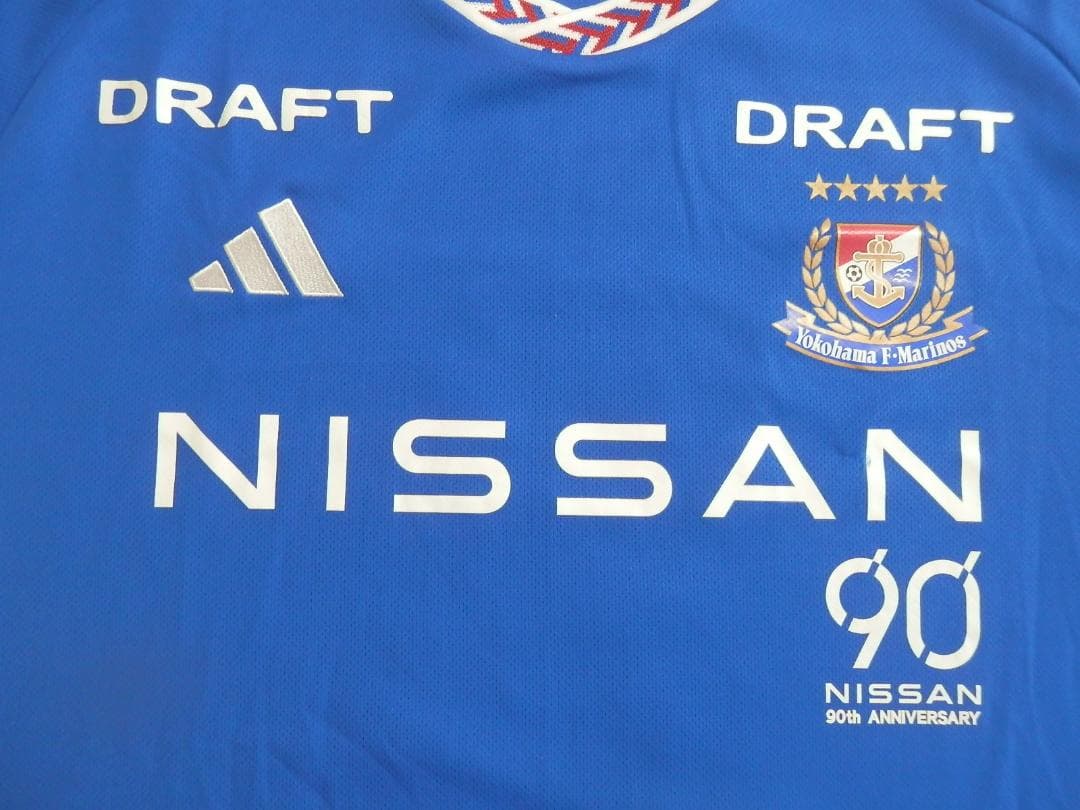 DRAFT
DRAFT
Yokohama F·Marinos
NISSAN
90
NISSAN
90th ANNIVERSARY